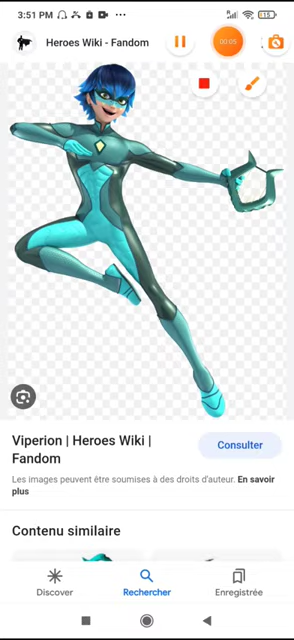 3:51 PM
15
Heroes Wiki - Fandom
00:05
Viperion | Heroes Wiki |
Fandom
Consulter
Les images peuvent être soumises à des droits d'auteur. En savoir
plus
Contenu similaire
Discover
Rechercher
Enregistrée